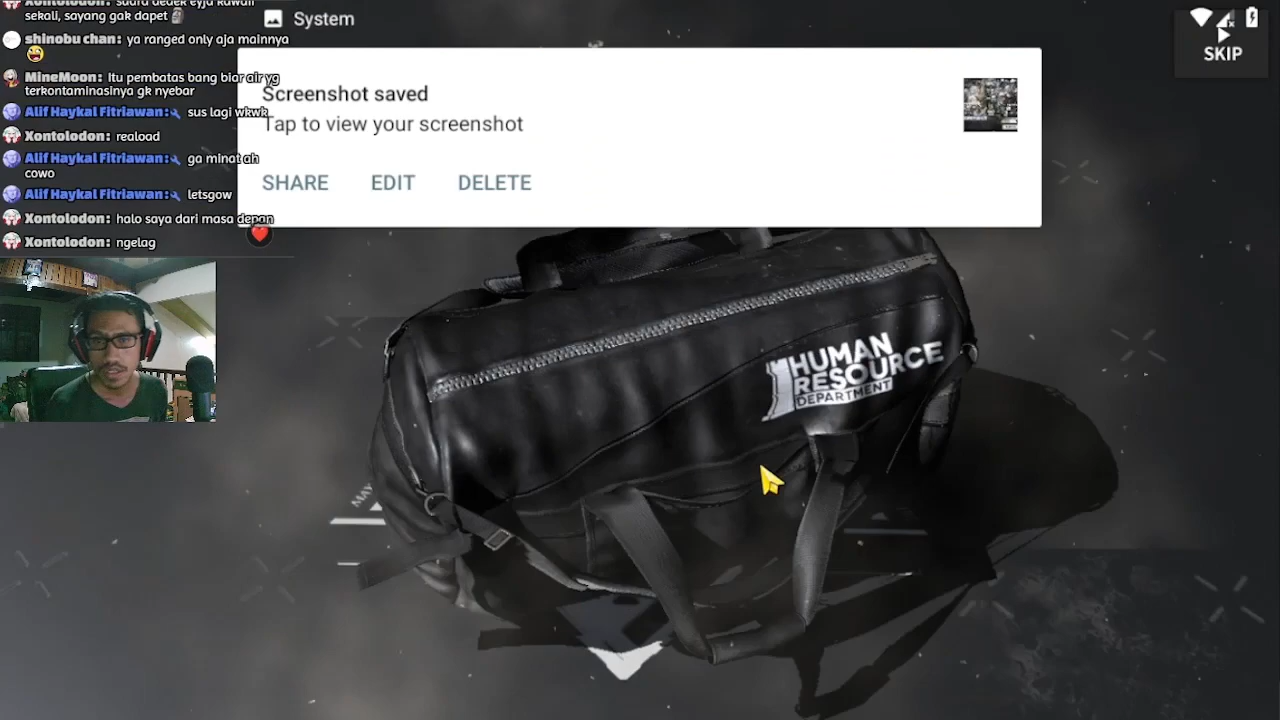 Xontolodon: suara dedek eyja kawaii
sekali, sayang gak dapet
shinobu chan: ya ranged only aja mainnya
MineMoon: Itu pembatas bang biar air yg
terkontaminasinya gk nyebar
Alif Haykal Fitriawan: sus lagi wkwk
Xontolodon: reaload
Alif Haykal Fitriawan: ga minat ah
cowo
Alif Haykal Fitriawan: letsgow
Xontolodon: halo saya dari masa depan
Xontolodon: ngelag
System
Screenshot saved
Tap to view your screenshot
SHARE EDIT DELETE
SKIP
HUMAN
RESOURCE
DEPARTMENT